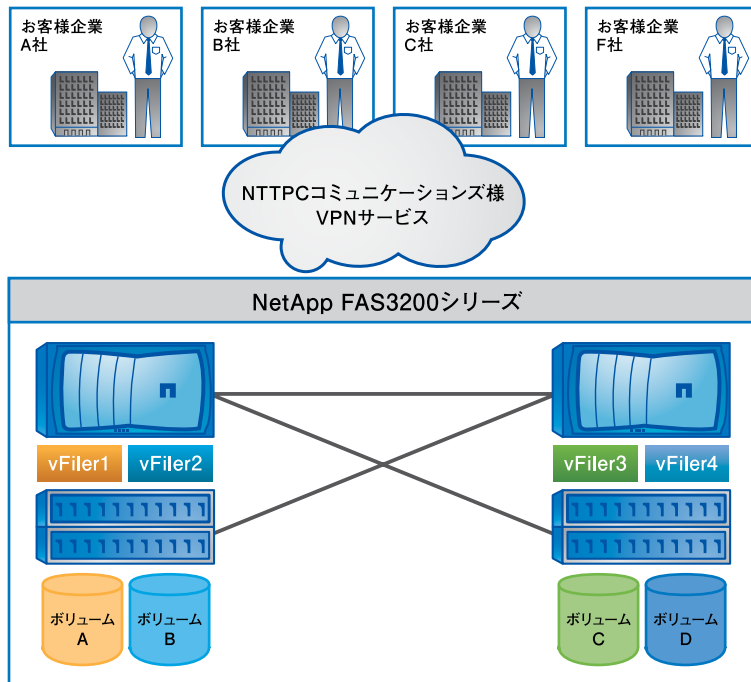 お客様企業
A社
お客様企業
B社
お客様企業
C社
お客様企業
F社
NTTPCコミュニケーションズ様
VPNサービス
NetApp FAS3200シリーズ
vFiler1
vFiler2
vFiler3
vFiler4
ボリューム
A
ボリューム
B
ボリューム
C
ボリューム
D